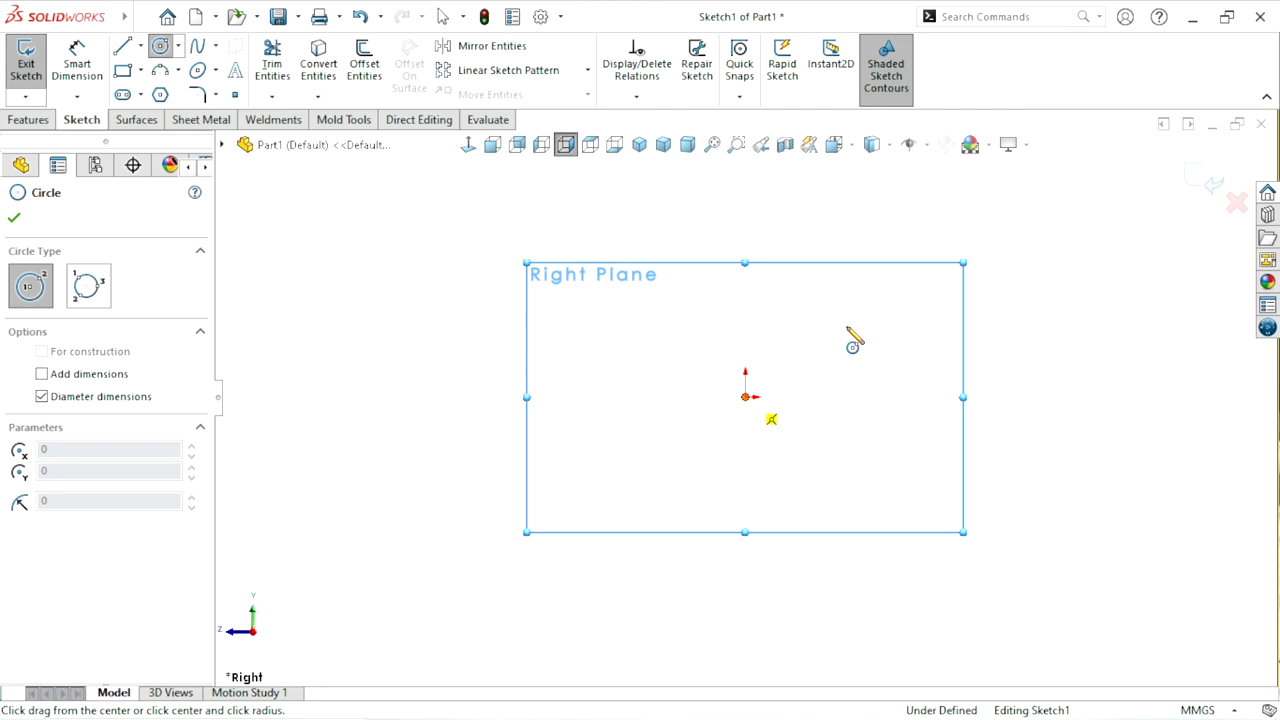 SOLIDWORKS
Sketch1 of Part1 *
Search Commands
Exit Sketch
Smart Dimension
Trim Entities
Convert Entities
Offset Entities
Offset On Surface
Mirror Entities
Linear Sketch Pattern
Move Entities
Display/Delete Relations
Repair Sketch
Quick Snaps
Rapid Sketch
Instant2D
Shaded Sketch Contours
Features
Sketch
Surfaces
Sheet Metal
Weldments
Mold Tools
Direct Editing
Evaluate
Part1 (Default) <<Default...
Circle
Circle Type
Options
For construction
Add dimensions
Diameter dimensions
Parameters
0
0
0
Right Plane
Y
Z
*Right
Model
3D Views
Motion Study 1
Click drag from the center or click center and click radius.
Under Defined
Editing Sketch1
MMGS